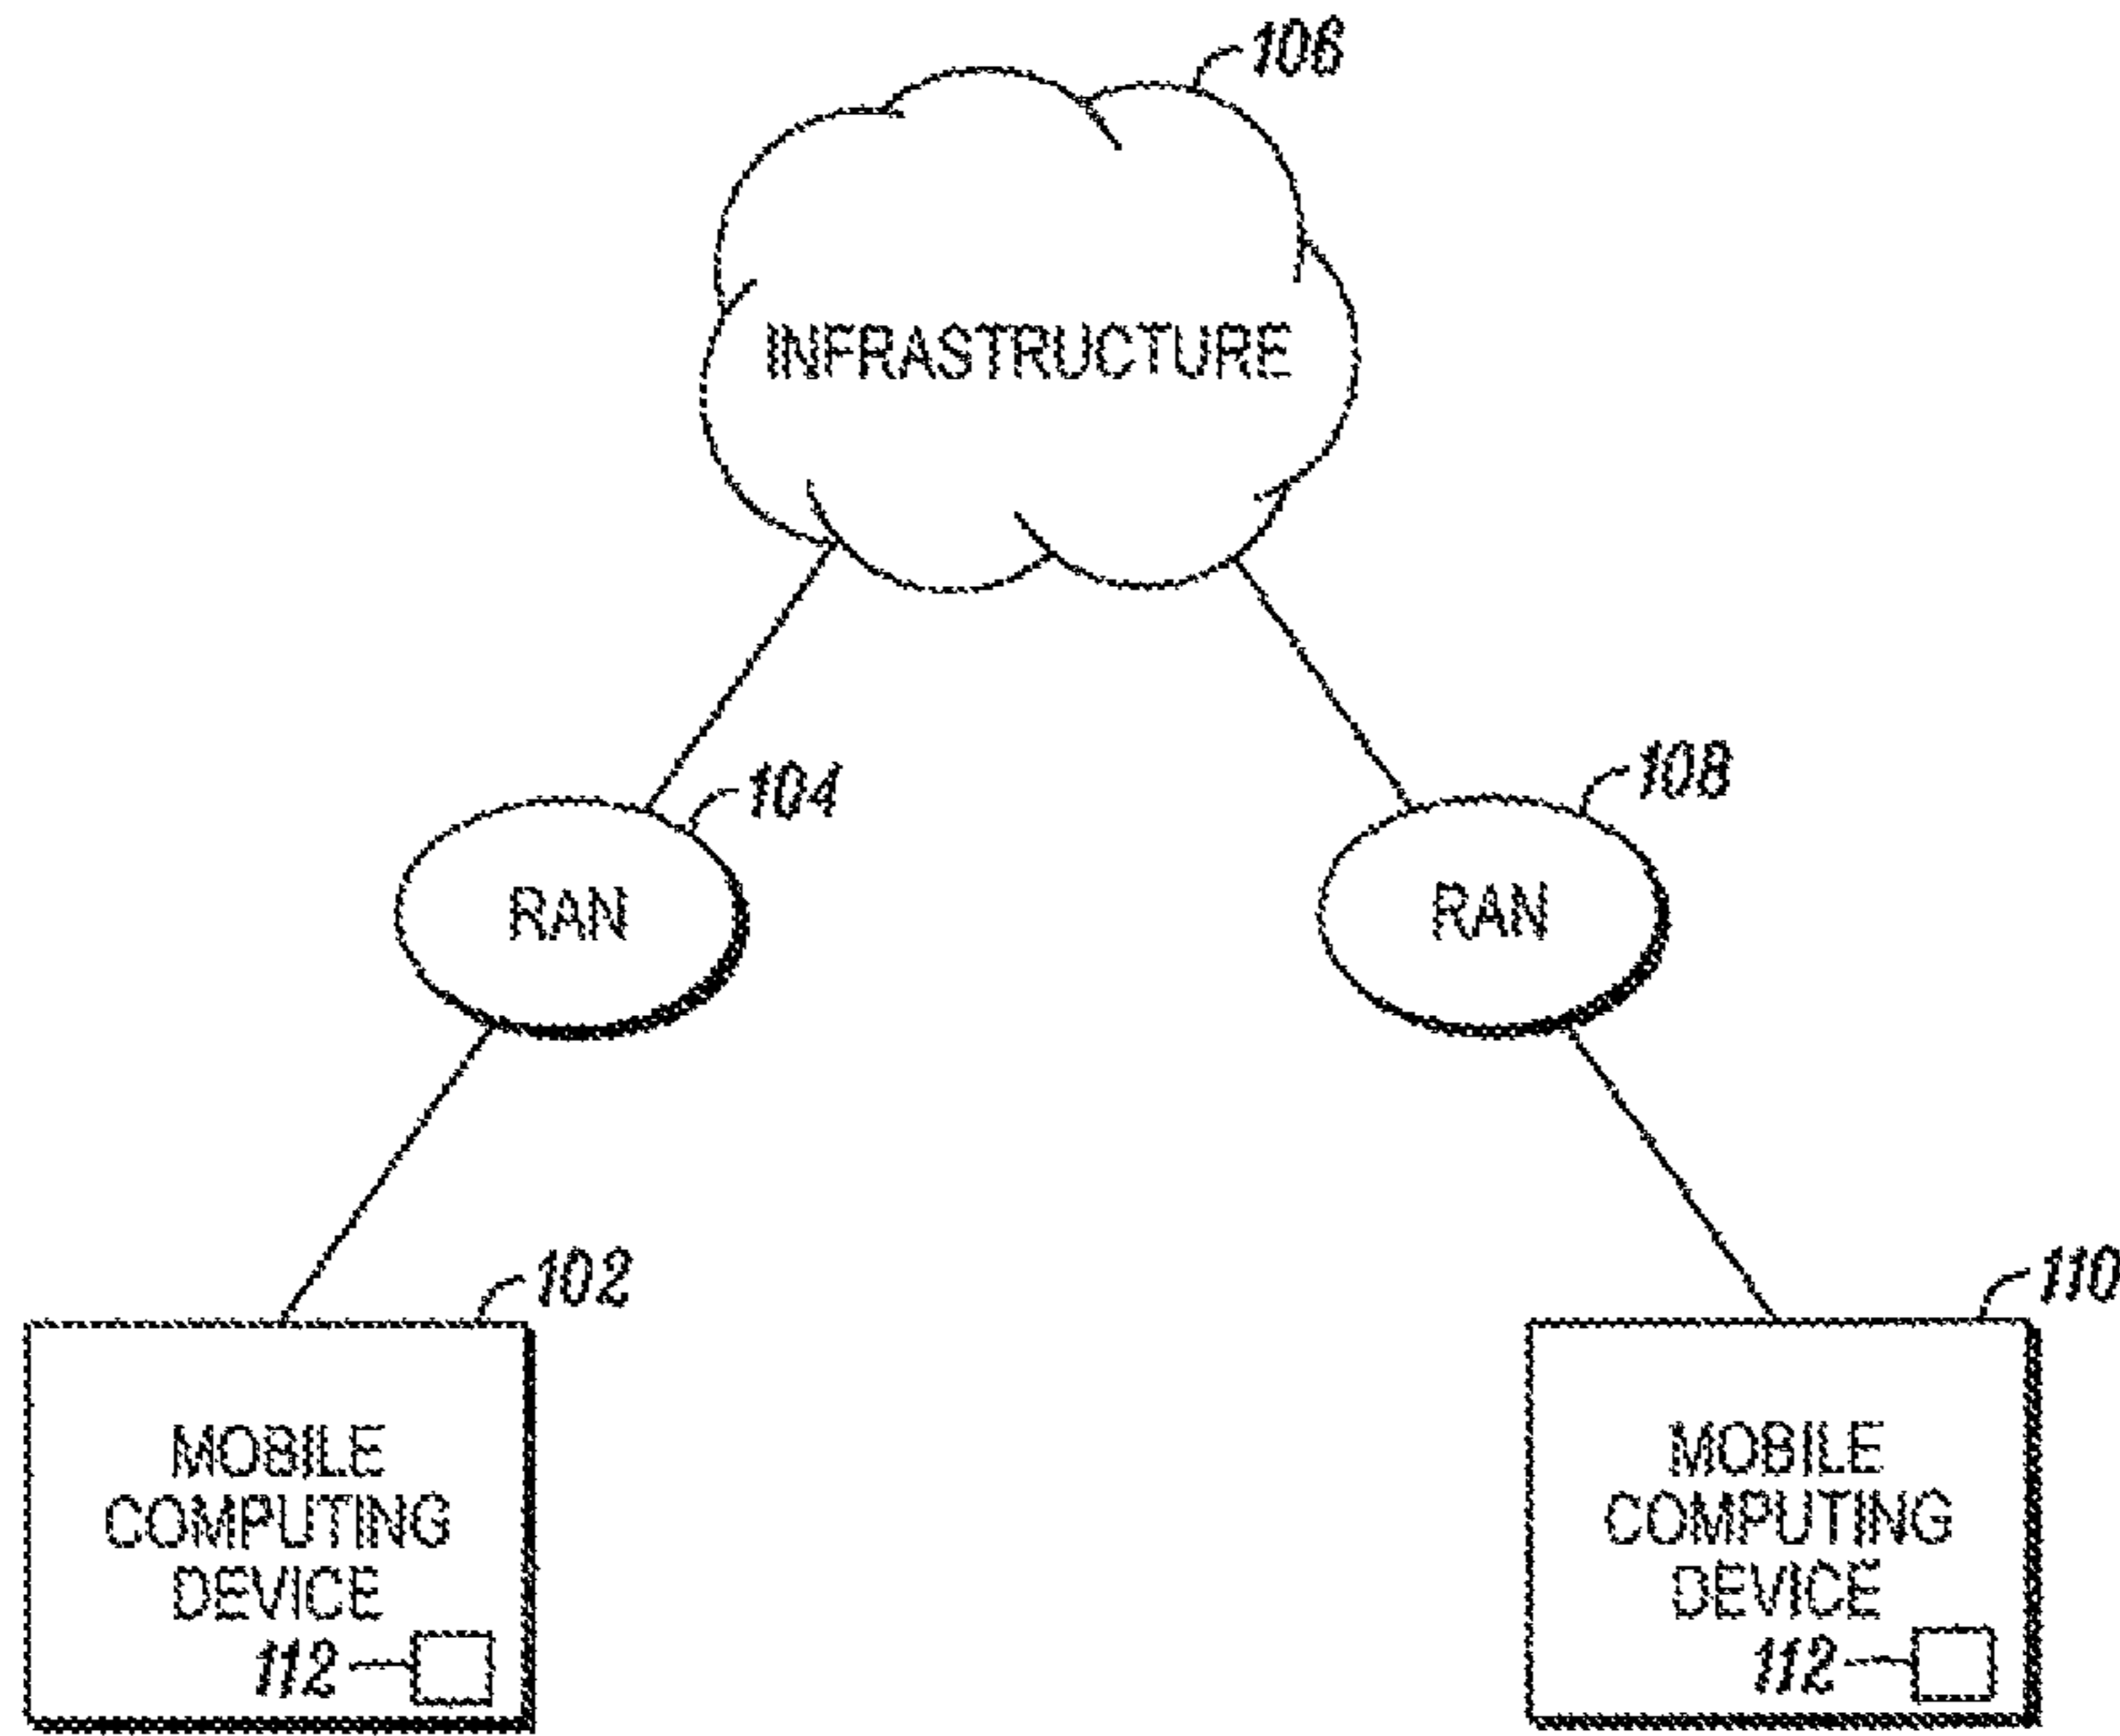 106
INFRASTRUCTURE
104
108
RAN
RAN
102
110
MOBILE
COMPUTING
DEVICE
112
MOBILE
COMPUTING
DEVICE
112